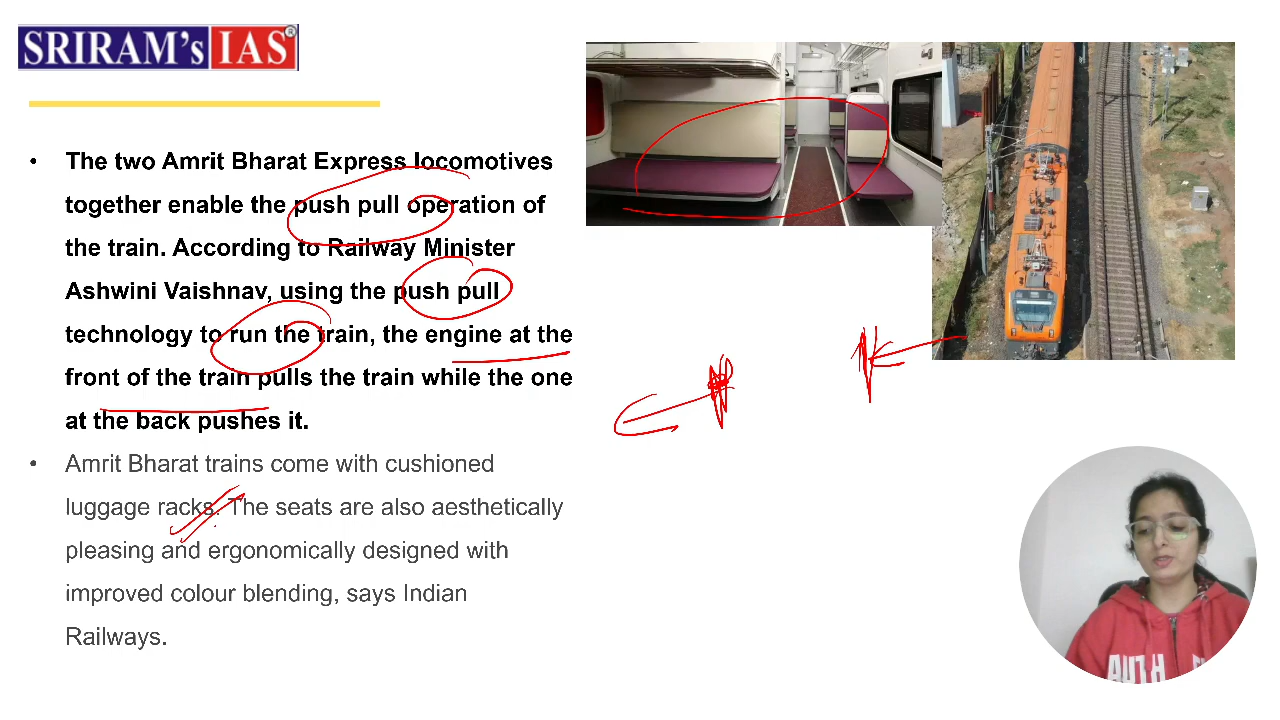 SRIRAM's IAS®
• The two Amrit Bharat Express locomotives
together enable the push pull operation of
the train. According to Railway Minister
Ashwini Vaishnav, using the push pull
technology to run the train, the engine at the
front of the train pulls the train while the one
at the back pushes it.
• Amrit Bharat trains come with cushioned
luggage racks. The seats are also aesthetically
pleasing and ergonomically designed with
improved colour blending, says Indian
Railways.